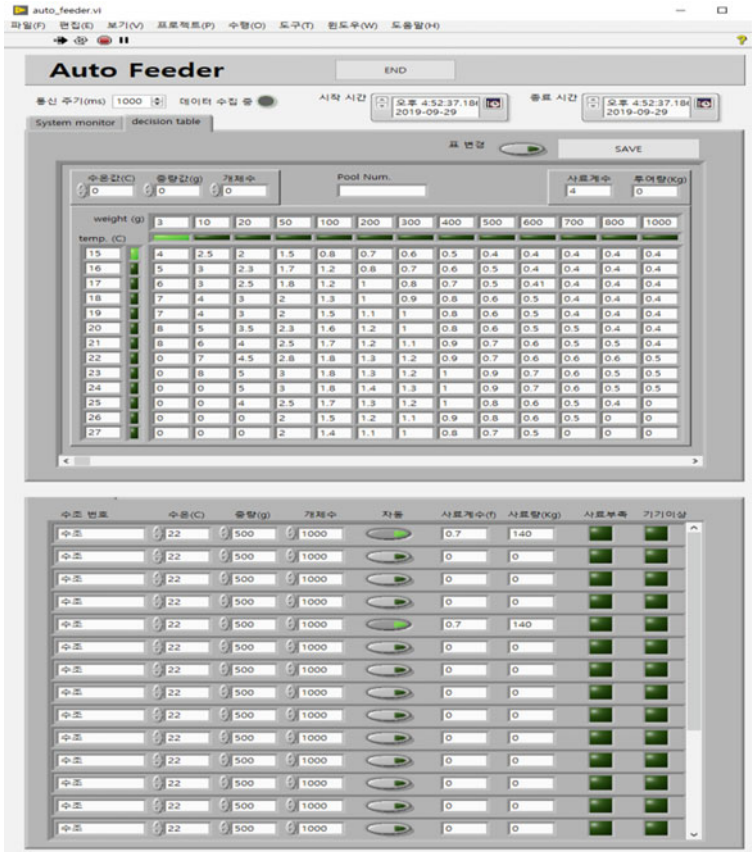 auto_feeder.vi
파일(F) 편집(E) 보기(V) 프로젝트(P) 수행(O) 도구(T) 윈도우(W) 도움말(H)
Auto Feeder END
통신 주기(ms) 1000 데이터 수집 중 시작 시간 오후 4:52:37.18 종료 시간 오후 4:52:37.18
2019-09-29 2019-09-29
System monitor decision table
표 변경 SAVE
수온값(C) 중량값(g) 개체수 Pool Num. 사료계수 투여량(Kg)
0 0 0 4 0
weight (g) 3 10 20 50 100 200 300 400 500 600 700 800 1000
temp. (C)
15 4 2.5 2 1.5 0.8 0.7 0.6 0.5 0.4 0.4 0.4 0.4 0.4
16 5 3 2.3 1.7 1.2 0.8 0.7 0.6 0.5 0.4 0.4 0.4 0.4
17 6 3 2.5 1.8 1.2 1 0.8 0.7 0.5 0.41 0.4 0.4 0.4
18 7 4 3 2 1.3 1 0.9 0.8 0.6 0.5 0.4 0.4 0.4
19 7 4 3 2 1.5 1.1 1 0.8 0.6 0.5 0.4 0.4 0.4
20 8 5 3.5 2.3 1.6 1.2 1 0.8 0.6 0.5 0.5 0.4 0.4
21 8 6 4 2.5 1.7 1.2 1.1 0.9 0.7 0.6 0.5 0.5 0.4
22 0 7 4.5 2.8 1.8 1.3 1.2 0.9 0.7 0.6 0.6 0.6 0.5
23 0 8 5 3 1.8 1.3 1.2 1 0.9 0.7 0.6 0.5 0.5
24 0 0 5 3 1.8 1.4 1.3 1 0.9 0.7 0.6 0.5 0.5
25 0 0 4 2.5 1.7 1.3 1.2 1 0.8 0.6 0.5 0.4 0
26 0 0 0 2 1.5 1.2 1.1 0.9 0.8 0.6 0.5 0 0
27 0 0 0 2 1.4 1.1 1 0.8 0.7 0.5 0 0 0
수조 번호 수온(C) 중량(g) 개체수 자동 사료계수(f) 사료량(Kg) 사료부족 기기이상
수조 22 500 1000 0.7 140
수조 22 500 1000 0 0
수조 22 500 1000 0 0
수조 22 500 1000 0 0
수조 22 500 1000 0.7 140
수조 22 500 1000 0 0
수조 22 500 1000 0 0
수조 22 500 1000 0 0
수조 22 500 1000 0 0
수조 22 500 1000 0 0
수조 22 500 1000 0 0
수조 22 500 1000 0 0
수조 22 500 1000 0 0
수조 22 500 1000 0 0